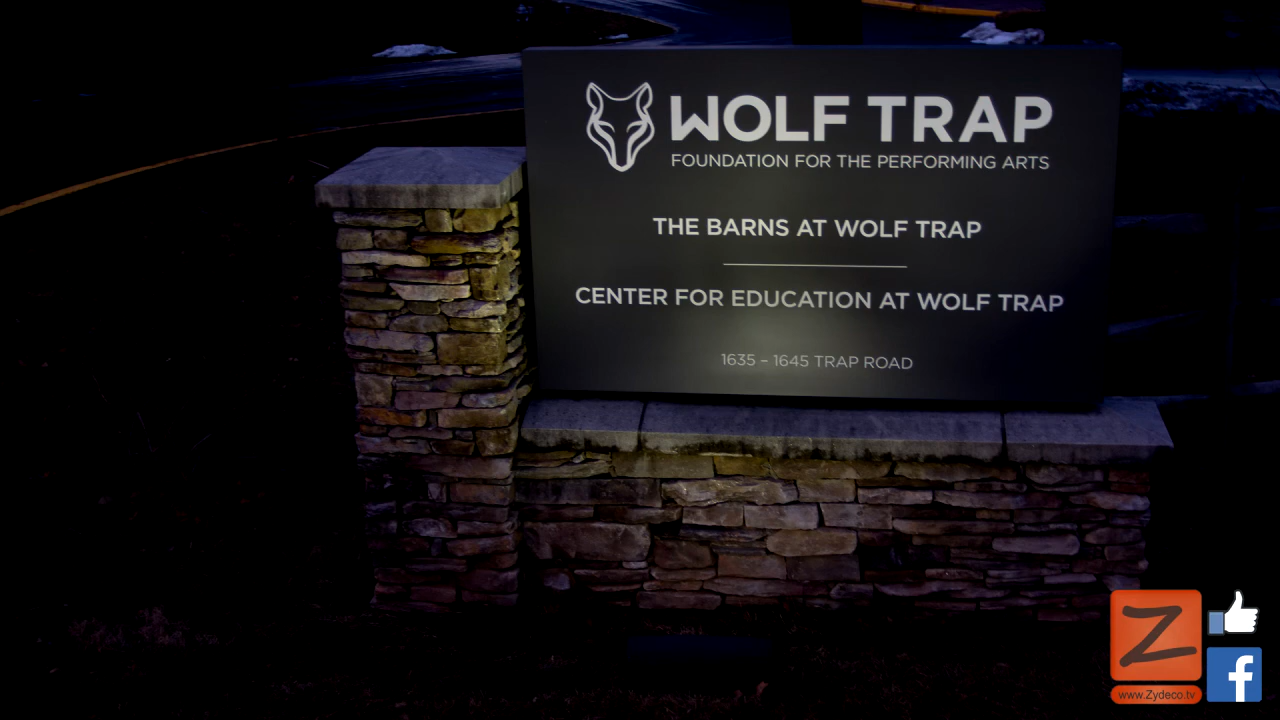 WOLF TRAP
FOUNDATION FOR THE PERFORMING ARTS
THE BARNS AT WOLF TRAP
CENTER FOR EDUCATION AT WOLF TRAP
1635 – 1645 TRAP ROAD
Z
www.Zydeco.tv
f